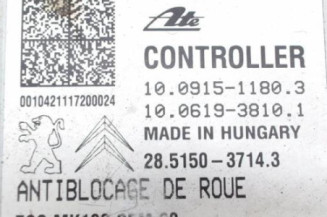 Ate
CONTROLLER
10.0915-1180.3
0010421117200024
10.0619-3810.1
MADE IN HUNGARY
28.5150-3714.3
ANTIBLOCAGE DE ROUE